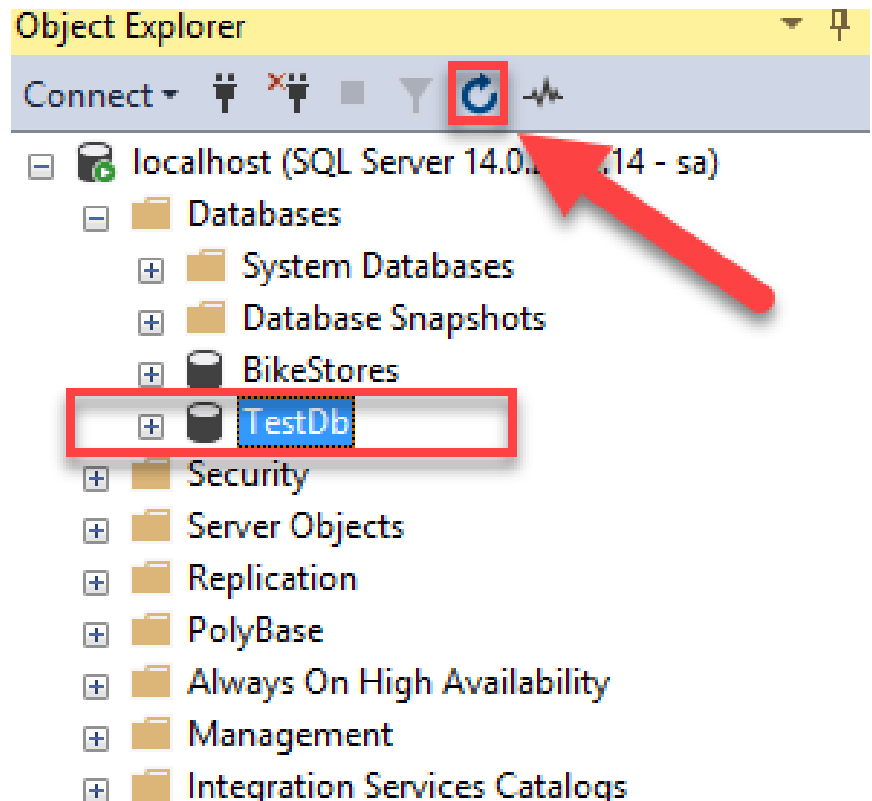 Object Explorer
Connect
localhost (SQL Server 14.0. .14 - sa)
Databases
System Databases
Database Snapshots
BikeStores
TestDb
Security
Server Objects
Replication
PolyBase
Always On High Availability
Management
Integration Services Catalogs